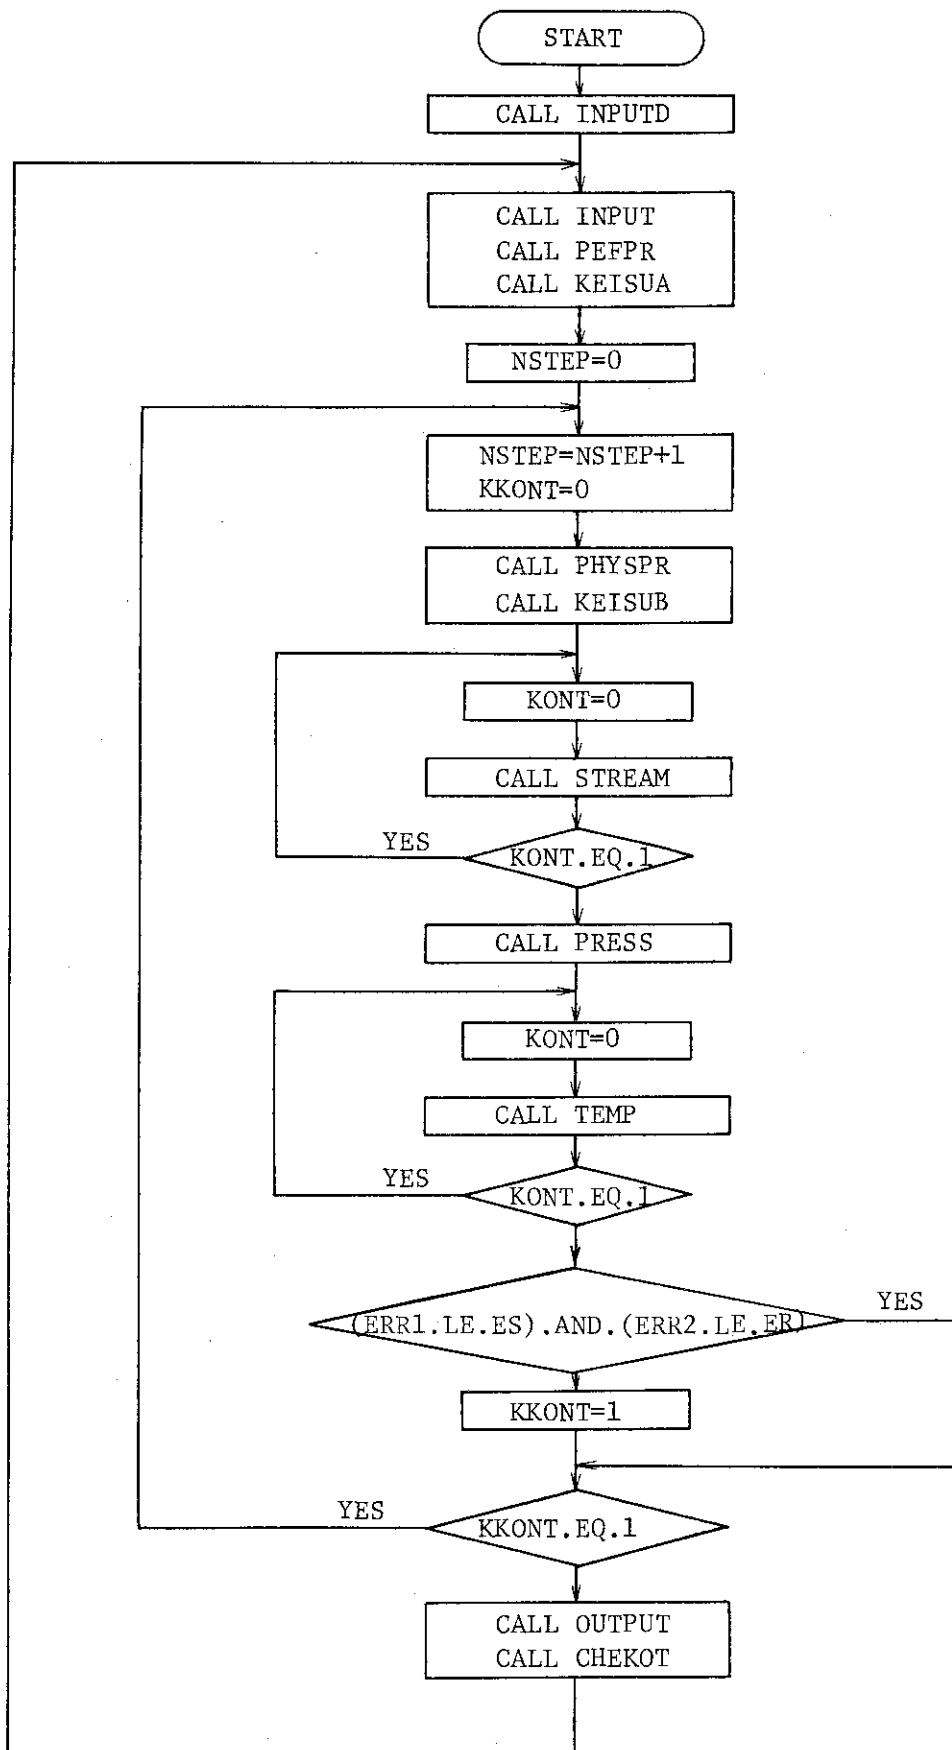 START
CALL INPUTD
CALL INPUT
CALL PEFPR
CALL KEISUA
NSTEP=0
NSTEP=NSTEP+1
KKONT=0
CALL PHYSPR
CALL KEISUB
KONT=0
CALL STREAM
YES
KONT.EQ.1
CALL PRESS
KONT=0
CALL TEMP
YES
KONT.EQ.1
(ERR1.LE.ES).AND.(ERR2.LE.ER)
YES
KKONT=1
YES
KKONT.EQ.1
CALL OUTPUT
CALL CHEKOT